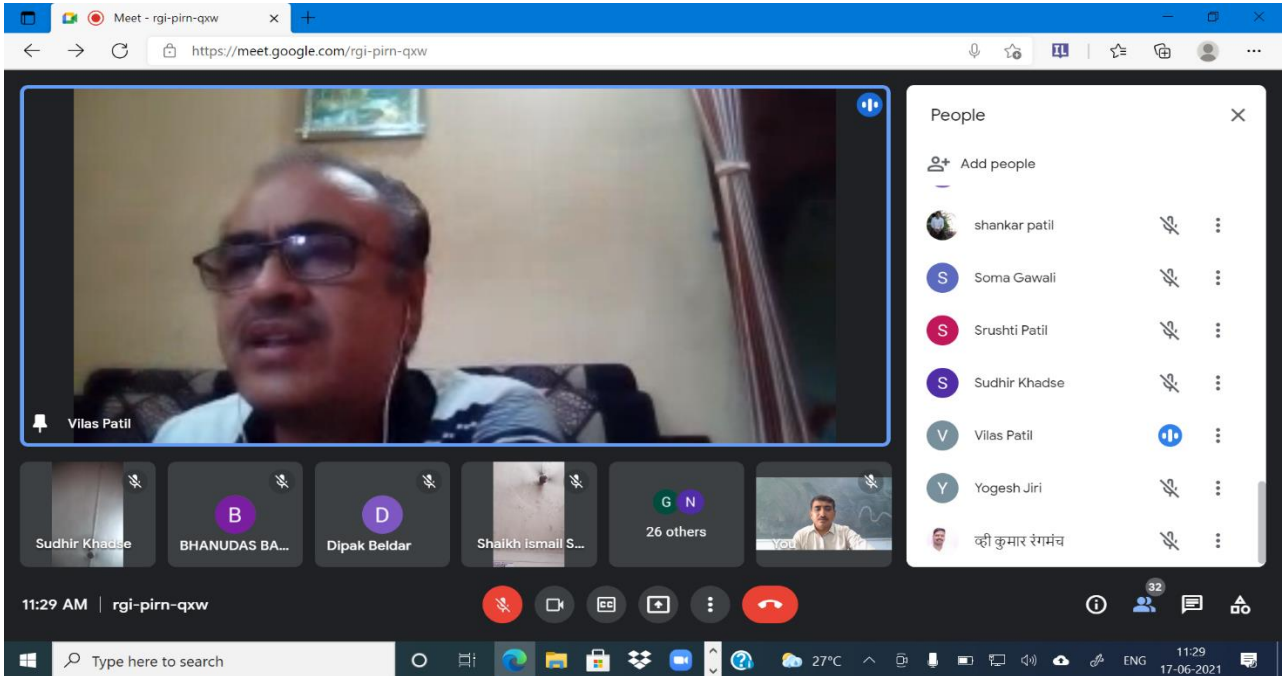 Meet - rgi-pirn-qxw
https://meet.google.com/rgi-pirn-qxw
IL
Vilas Patil
Sudhir Khadse
B
BHANUDAS BA...
D
Dipak Beldar
Shaikh ismail S...
G N
26 others
You
People
Add people
shankar patil
S Soma Gawali
S Srushti Patil
S Sudhir Khadse
V Vilas Patil
Y Yogesh Jiri
व्ही कुमार रंगमंच
11:29 AM | rgi-pirn-qxw
CC
32
Type here to search
27°C
ENG
11:29
17-06-2021